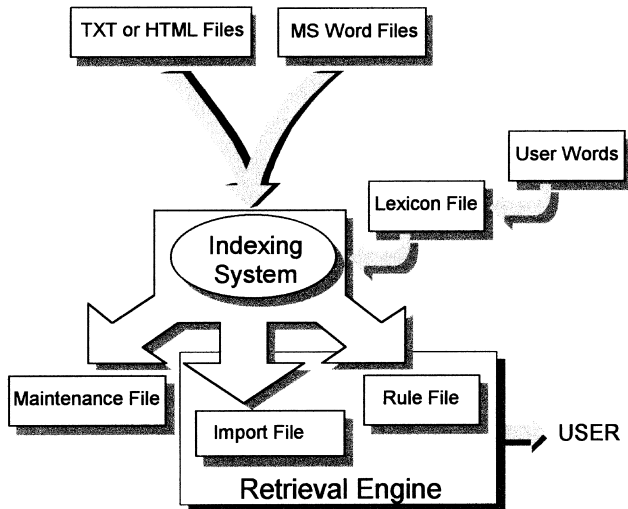 TXT or HTML Files
MS Word Files
User Words
Lexicon File
Indexing
System
Maintenance File
Rule File
Import File
USER
Retrieval Engine